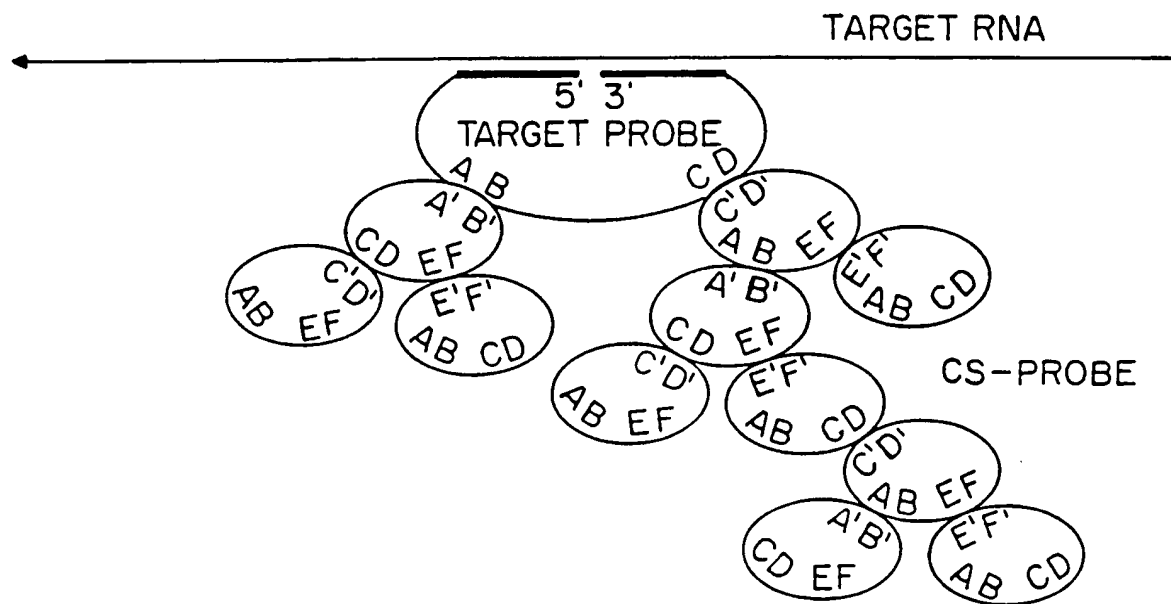 TARGET RNA
5' 3'
TARGET PROBE
AB
CD
A'B'
CD EF
C'D'
AB EF
E'F'
AB CD
C'D'
AB EF
E'F'
AB CD
A'B'
CD EF
C'D'
AB EF
E'F'
AB CD
CS-PROBE
C'D'
AB EF
A'B'
CD EF
E'F'
AB CD